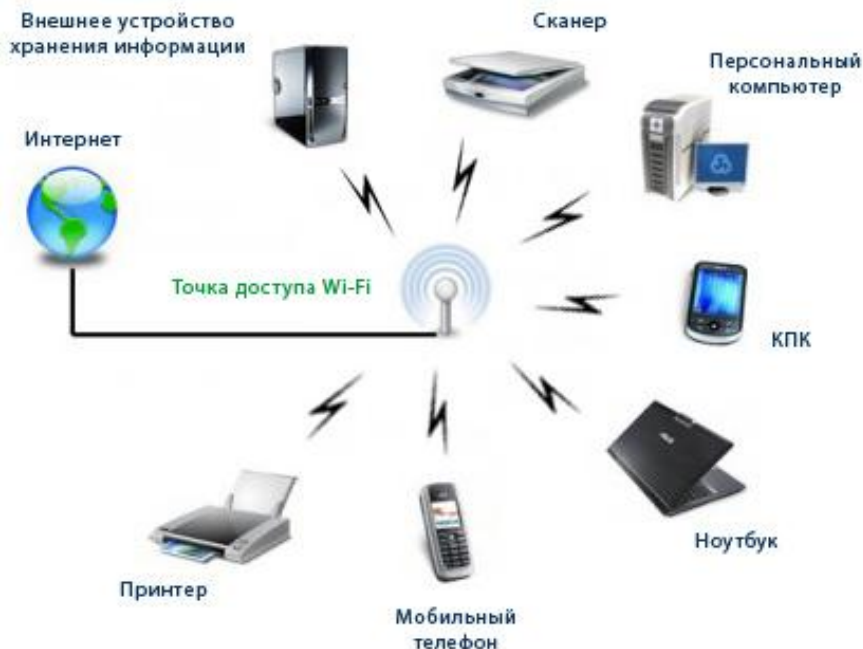 Внешнее устройство
хранения информации
Сканер
Персональный
компьютер
Интернет
Точка доступа Wi-Fi
КПК
Ноутбук
Принтер
Мобильный
телефон